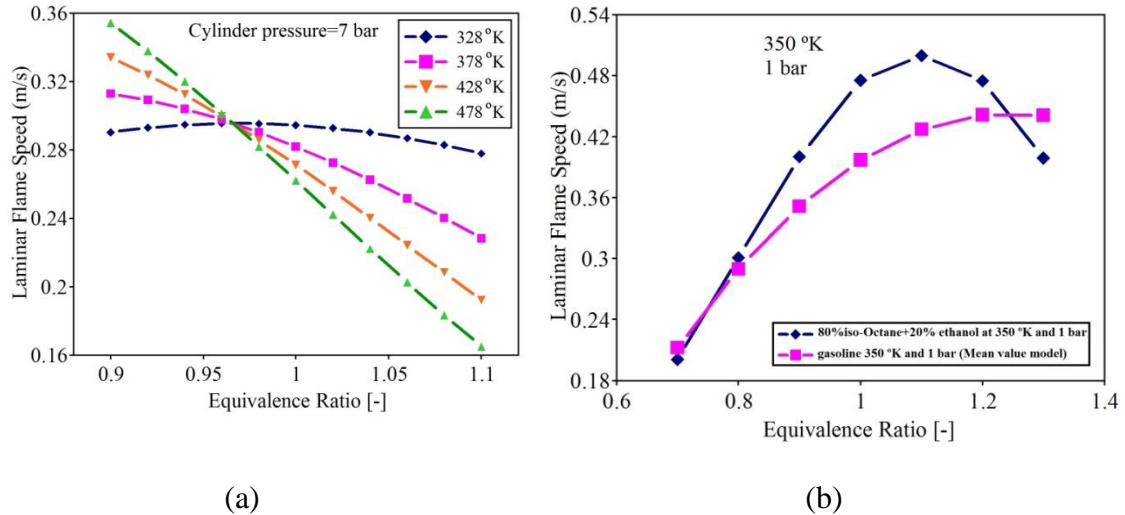 Cylinder pressure=7 bar
328°K
378°K
428°K
478°K
0.36
0.32
0.28
0.24
0.2
0.16
Laminar Flame Speed (m/s)
0.9
0.95
1
1.05
1.1
Equivalence Ratio [-]
(a)
350 °K
1 bar
0.54
0.48
0.42
0.36
0.3
0.24
0.18
Laminar Flame Speed (m/s)
80%iso-Octane+20% ethanol at 350 °K and 1 bar
gasoline 350 °K and 1 bar (Mean value model)
0.6
0.8
1
1.2
1.4
Equivalence Ratio [-]
(b)